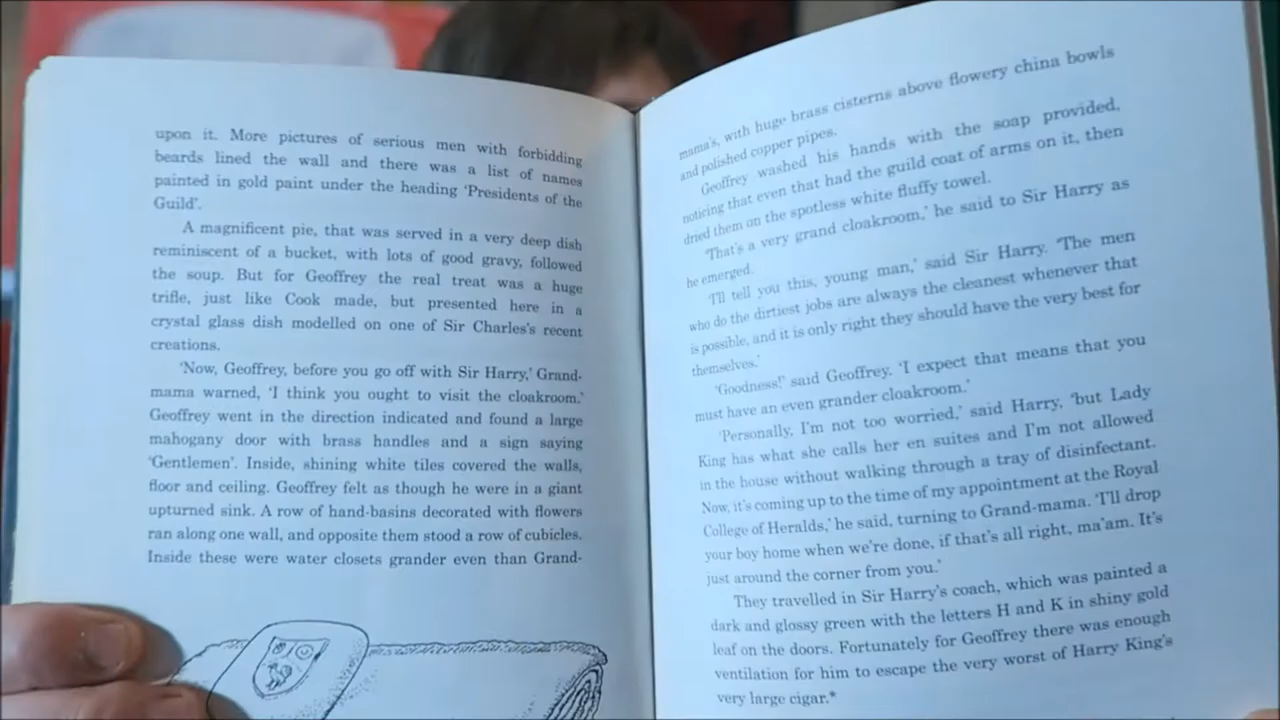 upon it. More pictures of serious men with forbidding
beards lined the wall and there was a list of names
painted in gold paint under the heading ‘Presidents of the
Guild’.
A magnificent pie, that was served in a very deep dish
reminiscent of a bucket, with lots of good gravy, followed
the soup. But for Geoffrey the real treat was a huge
trifle, just like Cook made, but presented here in a
crystal glass dish modelled on one of Sir Charles’s recent
creations.
‘Now, Geoffrey, before you go off with Sir Harry,’ Grand-
mama warned, ‘I think you ought to visit the cloakroom.’
Geoffrey went in the direction indicated and found a large
mahogany door with brass handles and a sign saying
‘Gentlemen’. Inside, shining white tiles covered the walls,
floor and ceiling. Geoffrey felt as though he were in a giant
upturned sink. A row of hand-basins decorated with flowers
ran along one wall, and opposite them stood a row of cubicles.
Inside these were water closets grander even than Grand-
mama’s, with huge brass cisterns above flowery china bowls
and polished copper pipes.
Geoffrey washed his hands with the soap provided,
noticing that even that had the guild coat of arms on it, then
dried them on the spotless white fluffy towel.
‘That’s a very grand cloakroom,’ he said to Sir Harry as
he emerged.
‘I’ll tell you this, young man,’ said Sir Harry. ‘The men
who do the dirtiest jobs are always the cleanest whenever that
is possible, and it is only right they should have the very best for
themselves.’
‘Goodness!’ said Geoffrey. ‘I expect that means that you
must have an even grander cloakroom.’
‘Personally, I’m not too worried,’ said Harry, ‘but Lady
King has what she calls her en suites and I’m not allowed
in the house without walking through a tray of disinfectant.
Now, it’s coming up to the time of my appointment at the Royal
College of Heralds,’ he said, turning to Grand-mama. ‘I’ll drop
your boy home when we’re done, if that’s all right, ma’am. It’s
just around the corner from you.’
They travelled in Sir Harry’s coach, which was painted a
dark and glossy green with the letters H and K in shiny gold
leaf on the doors. Fortunately for Geoffrey there was enough
ventilation for him to escape the very worst of Harry King’s
very large cigar.*